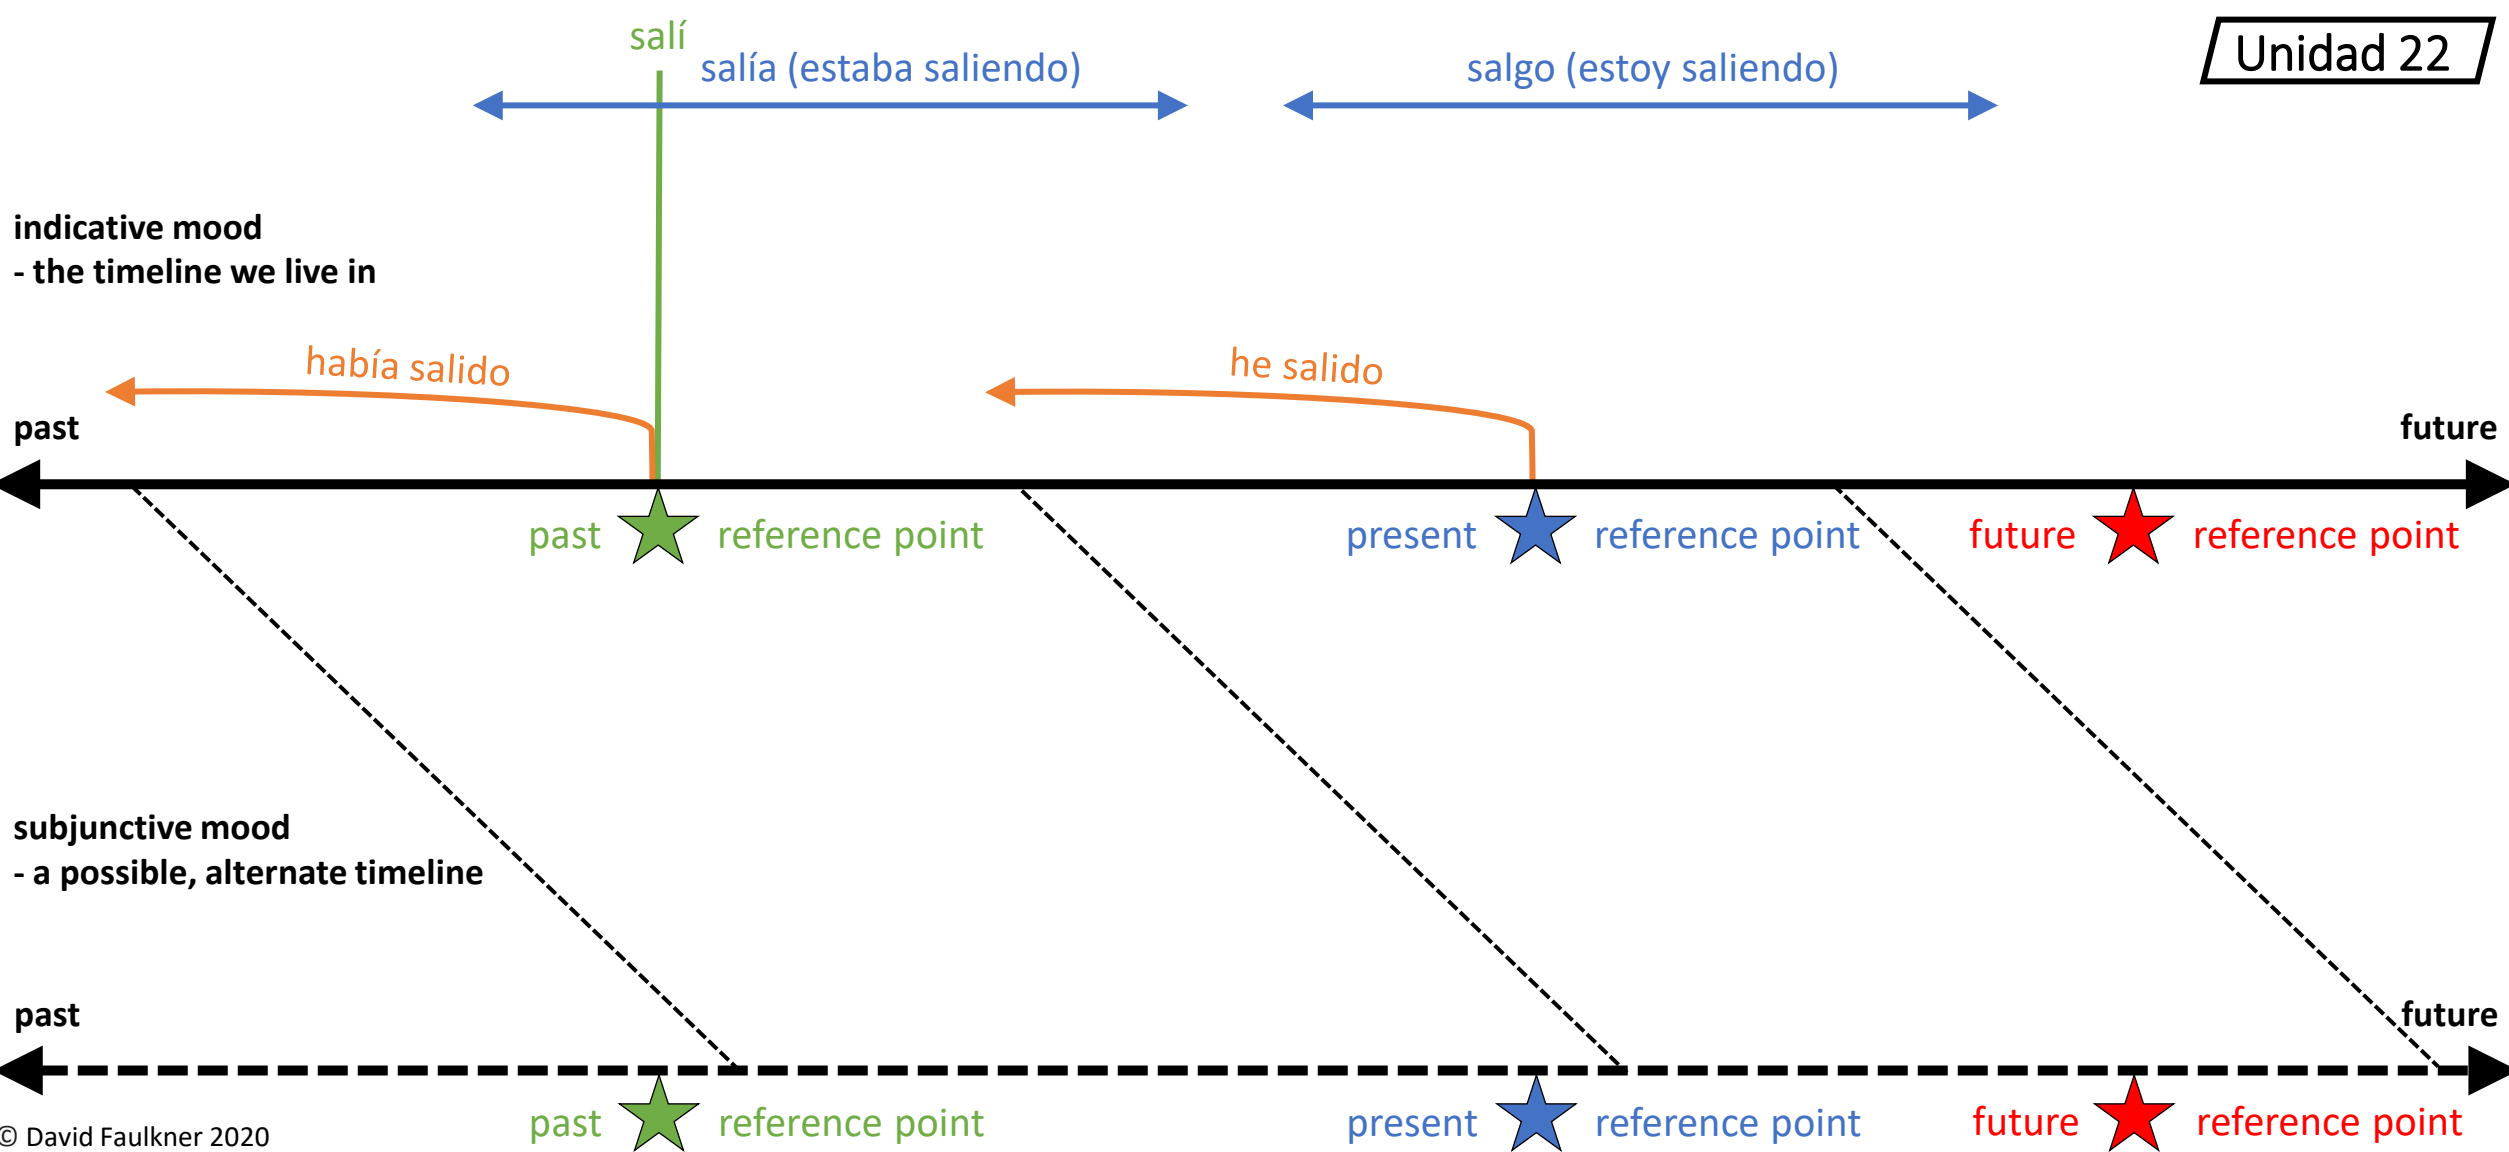 salí
salía (estaba saliendo)
salgo (estoy saliendo)
Unidad 22
indicative mood
- the timeline we live in
había salido
he salido
past
future
past reference point
present reference point
future reference point
subjunctive mood
- a possible, alternate timeline
past
future
past reference point
present reference point
future reference point
© David Faulkner 2020